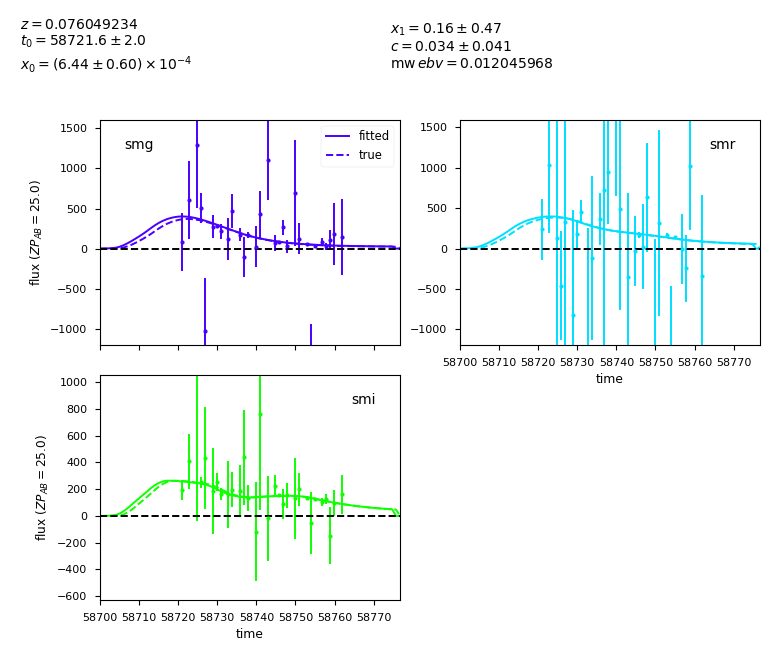 z = 0.076049234
t₀ = 58721.6 ± 2.0
x₀ = (6.44 ± 0.60) × 10⁻⁴
x₁ = 0.16 ± 0.47
c = 0.034 ± 0.041
mw ebv = 0.012045968
smg
fitted
true
1500
1000
500
0
−500
−1000
flux (ZP_AB = 25.0)
smr
1500
1000
500
0
−500
−1000
58700 58710 58720 58730 58740 58750 58760 58770
time
smi
1000
800
600
400
200
0
−200
−400
−600
flux (ZP_AB = 25.0)
58700 58710 58720 58730 58740 58750 58760 58770
time